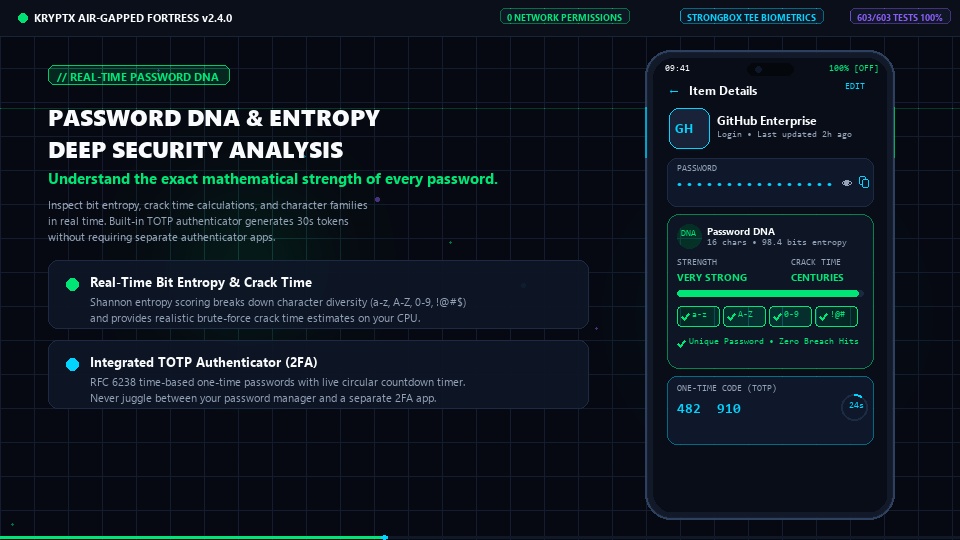 KRYPTX AIR-GAPPED FORTRESS v2.4.0
0 NETWORK PERMISSIONS
STRONGBOX TEE BIOMETRICS
603/603 TESTS 100%
// REAL-TIME PASSWORD DNA
PASSWORD DNA & ENTROPY
DEEP SECURITY ANALYSIS
Understand the exact mathematical strength of every password.
Inspect bit entropy, crack time calculations, and character families
in real time. Built-in TOTP authenticator generates 30s tokens
without requiring separate authenticator apps.
Real-Time Bit Entropy & Crack Time
Shannon entropy scoring breaks down character diversity (a-z, A-Z, 0-9, !@#$)
and provides realistic brute-force crack time estimates on your CPU.
Integrated TOTP Authenticator (2FA)
RFC 6238 time-based one-time passwords with live circular countdown timer.
Never juggle between your password manager and a separate 2FA app.
09:41
100% [OFF]
← Item Details
EDIT
GH
GitHub Enterprise
Login • Last updated 2h ago
PASSWORD
••••••••••••••
DNA
Password DNA
16 chars • 98.4 bits entropy
STRENGTH
CRACK TIME
VERY STRONG
CENTURIES
a-z
A-Z
0-9
!@#
Unique Password • Zero Breach Hits
ONE-TIME CODE (TOTP)
482 910
24s